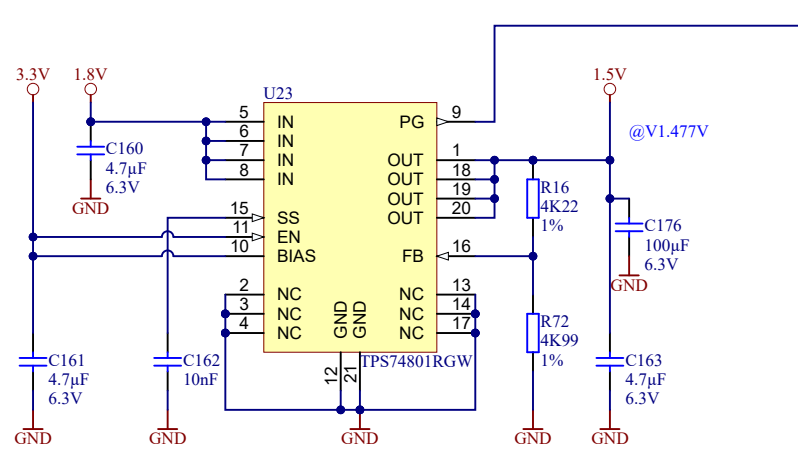 3.3V
1.8V
1.5V
U23
@V1.477V
5 IN
6 IN
7 IN
8 IN
15 SS
11 EN
10 BIAS
2 NC
3 NC
4 NC
PG 9
OUT 1
OUT 18
OUT 19
OUT 20
FB 16
NC 13
NC 14
NC 17
GND
GND
12
21
TPS74801RGW
C160
4.7µF
6.3V
GND
R16
4K22
1%
C176
100µF
6.3V
GND
R72
4K99
1%
C161
4.7µF
6.3V
C162
10nF
C163
4.7µF
6.3V
GND
GND
GND
GND
GND